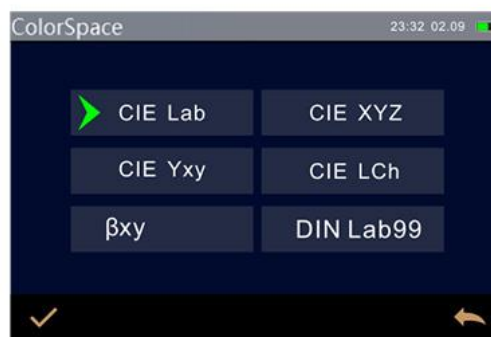 ColorSpace 23:32 02.09
CIE Lab CIE XYZ
CIE Yxy CIE LCh
βxy DIN Lab99